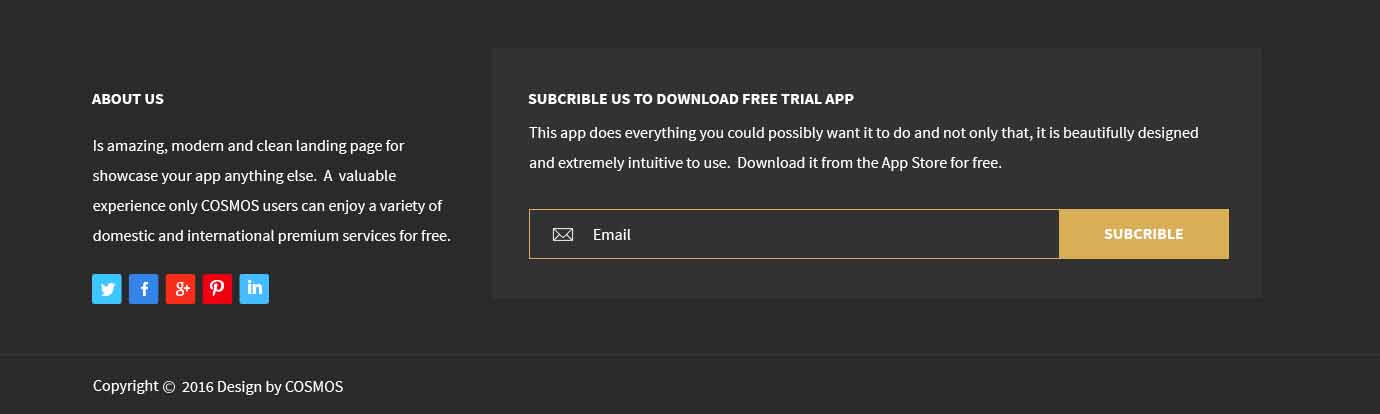 ABOUT US
Is amazing, modern and clean landing page for
showcase your app anything else. A valuable
experience only COSMOS users can enjoy a variety of
domestic and international premium services for free.
SUBCRIBLE US TO DOWNLOAD FREE TRIAL APP
This app does everything you could possibly want it to do and not only that, it is beautifully designed
and extremely intuitive to use. Download it from the App Store for free.
Email
SUBCRIBLE
Copyright © 2016 Design by COSMOS